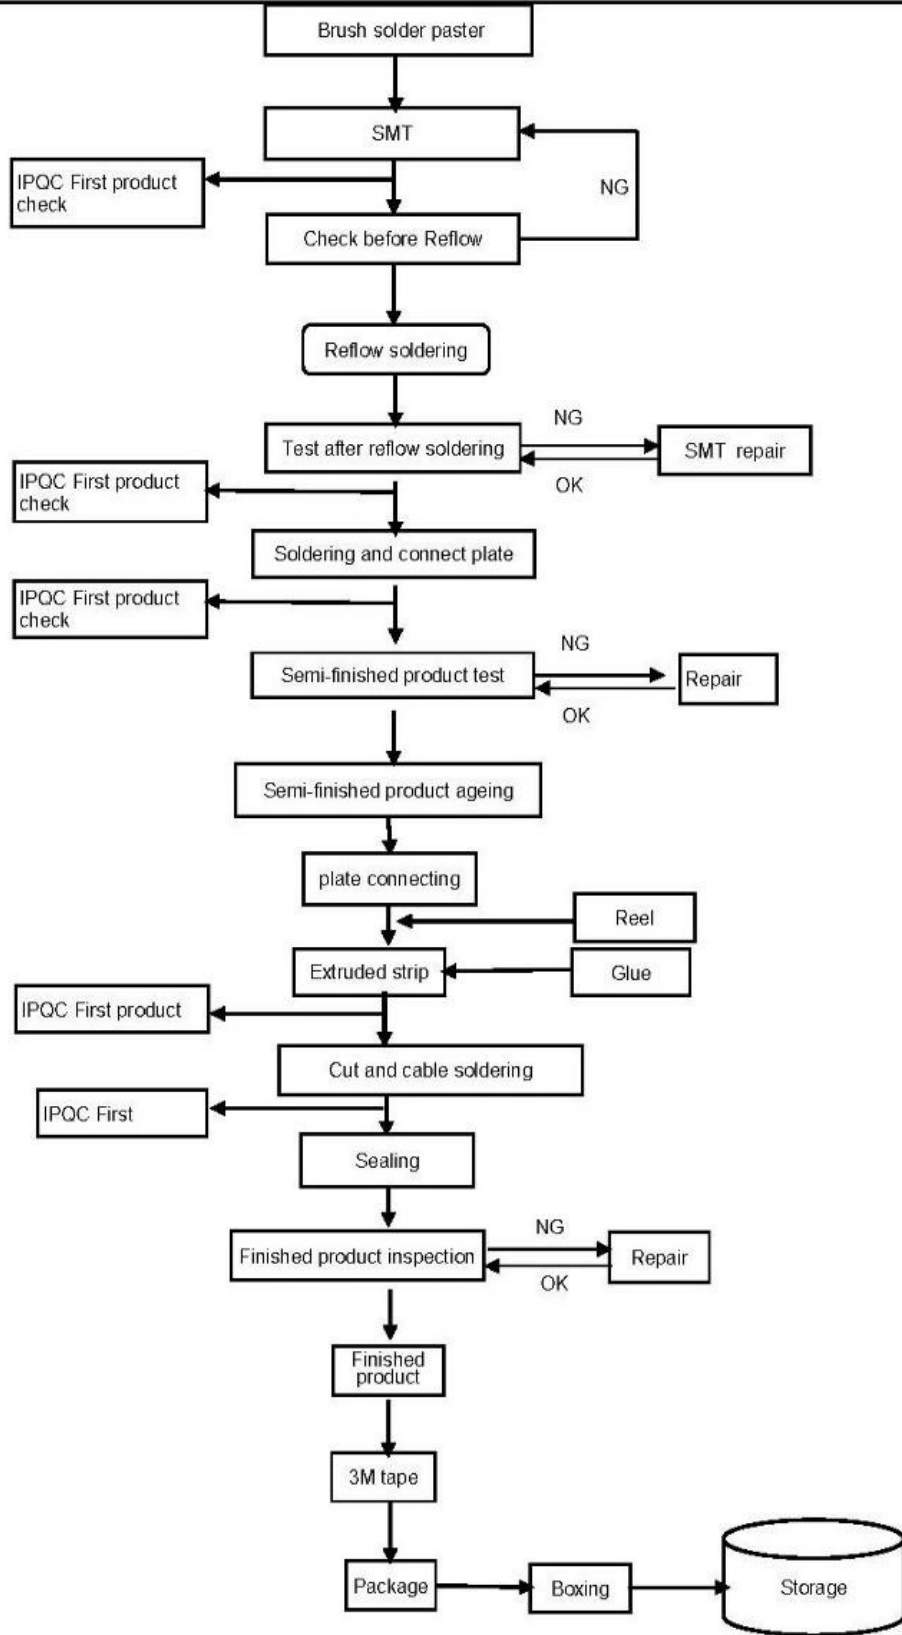 Brush solder paster
SMT
IPQC First product
check
NG
Check before Reflow
Reflow soldering
NG
Test after reflow soldering
SMT repair
OK
IPQC First product
check
Soldering and connect plate
IPQC First product
check
NG
Semi-finished product test
Repair
OK
Semi-finished product ageing
plate connecting
Reel
Extruded strip
Glue
IPQC First product
Cut and cable soldering
IPQC First
Sealing
NG
Finished product inspection
Repair
OK
Finished
product
3M tape
Package
Boxing
Storage